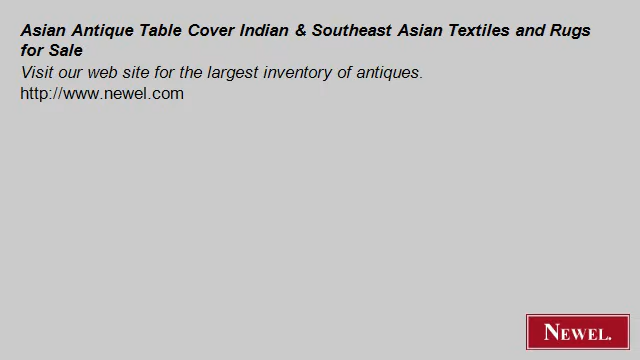 Asian Antique Table Cover Indian & Southeast Asian Textiles and Rugs
for Sale
Visit our web site for the largest inventory of antiques.
http://www.newel.com
NEWEL.